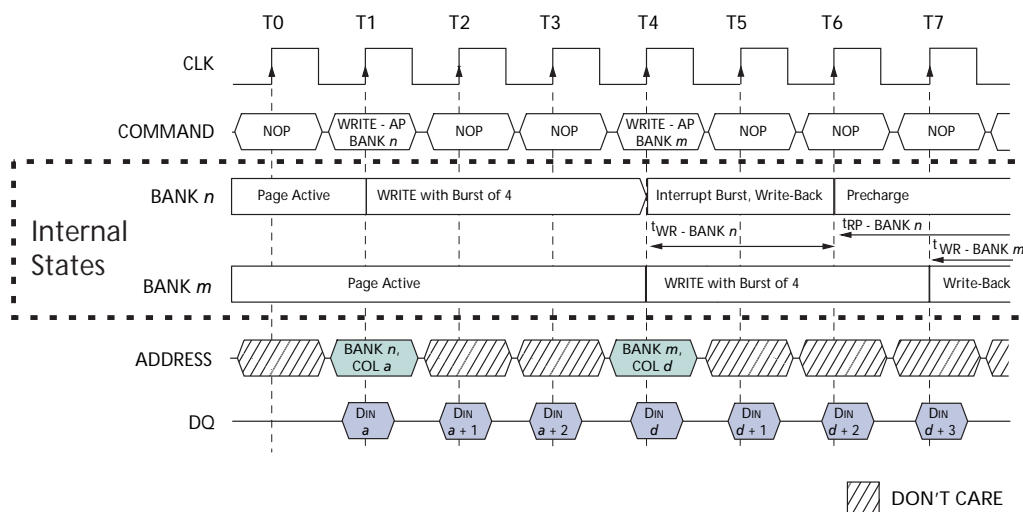 T0 T1 T2 T3 T4 T5 T6 T7
CLK
COMMAND NOP WRITE - AP BANK n NOP NOP WRITE - AP BANK m NOP NOP NOP
Internal States
BANK n Page Active WRITE with Burst of 4 Interrupt Burst, Write-Back Precharge
tWR - BANK n tRP - BANK n
tWR - BANK m
BANK m Page Active WRITE with Burst of 4 Write-Back
ADDRESS BANK n, COL a BANK m, COL d
DQ DIN a DIN a + 1 DIN a + 2 DIN d DIN d + 1 DIN d + 2 DIN d + 3
DON'T CARE